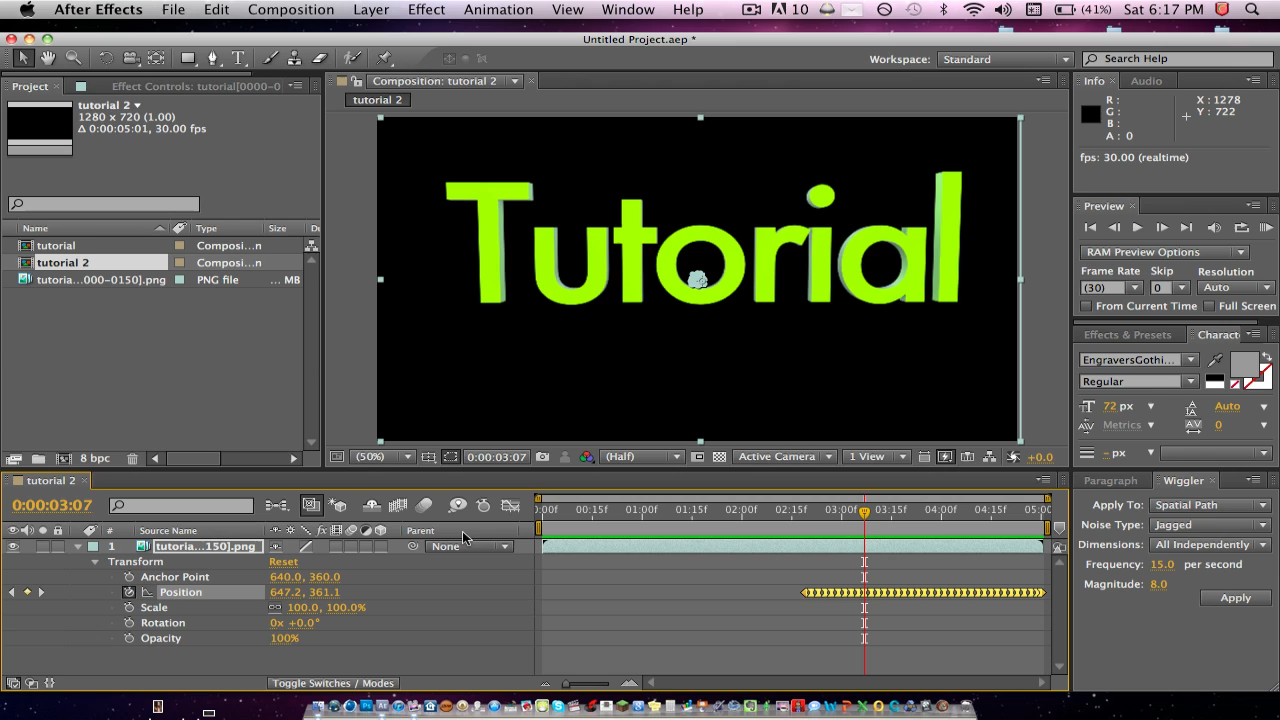 After Effects File Edit Composition Layer Effect Animation View Window Help 10 (41%) Sat 6:17 PM
Untitled Project.aep *
Workspace: Standard Search Help
Project Effect Controls: tutorial[0000-0
Composition: tutorial 2
Info Audio
tutorial 2
1280 x 720 (1.00)
Δ 0:00:05:01, 30.00 fps
tutorial 2
R :
G :
B :
A : 0
X : 1278
Y : 722
fps: 30.00 (realtime)
Tutorial
Preview
RAM Preview Options
Frame Rate Skip Resolution
(30) 0 Auto
From Current Time Full Screen
Name Type Size
tutorial Composi...n
tutorial 2 Composi...n
tutoria...000-0150].png PNG file ... MB
Effects & Presets Charact
EngraversGothi...
Regular
72 px Auto
Metrics 0
- px
8 bpc
(50%) 0:00:03:07 (Half) Active Camera 1 View +0.0
tutorial 2
Paragraph Wiggler
0:00:03:07
:00f 00:15f 01:00f 01:15f 02:00f 02:15f 03:00f 03:15f 04:00f 04:15f 05:00
# Source Name Parent
1 tutoria...150].png None
Transform Reset
Anchor Point 640.0, 360.0
Position 647.2, 361.1
Scale 100.0, 100.0%
Rotation 0x +0.0°
Opacity 100%
Toggle Switches / Modes
Apply To: Spatial Path
Noise Type: Jagged
Dimensions: All Independently
Frequency: 15.0 per second
Magnitude: 8.0
Apply